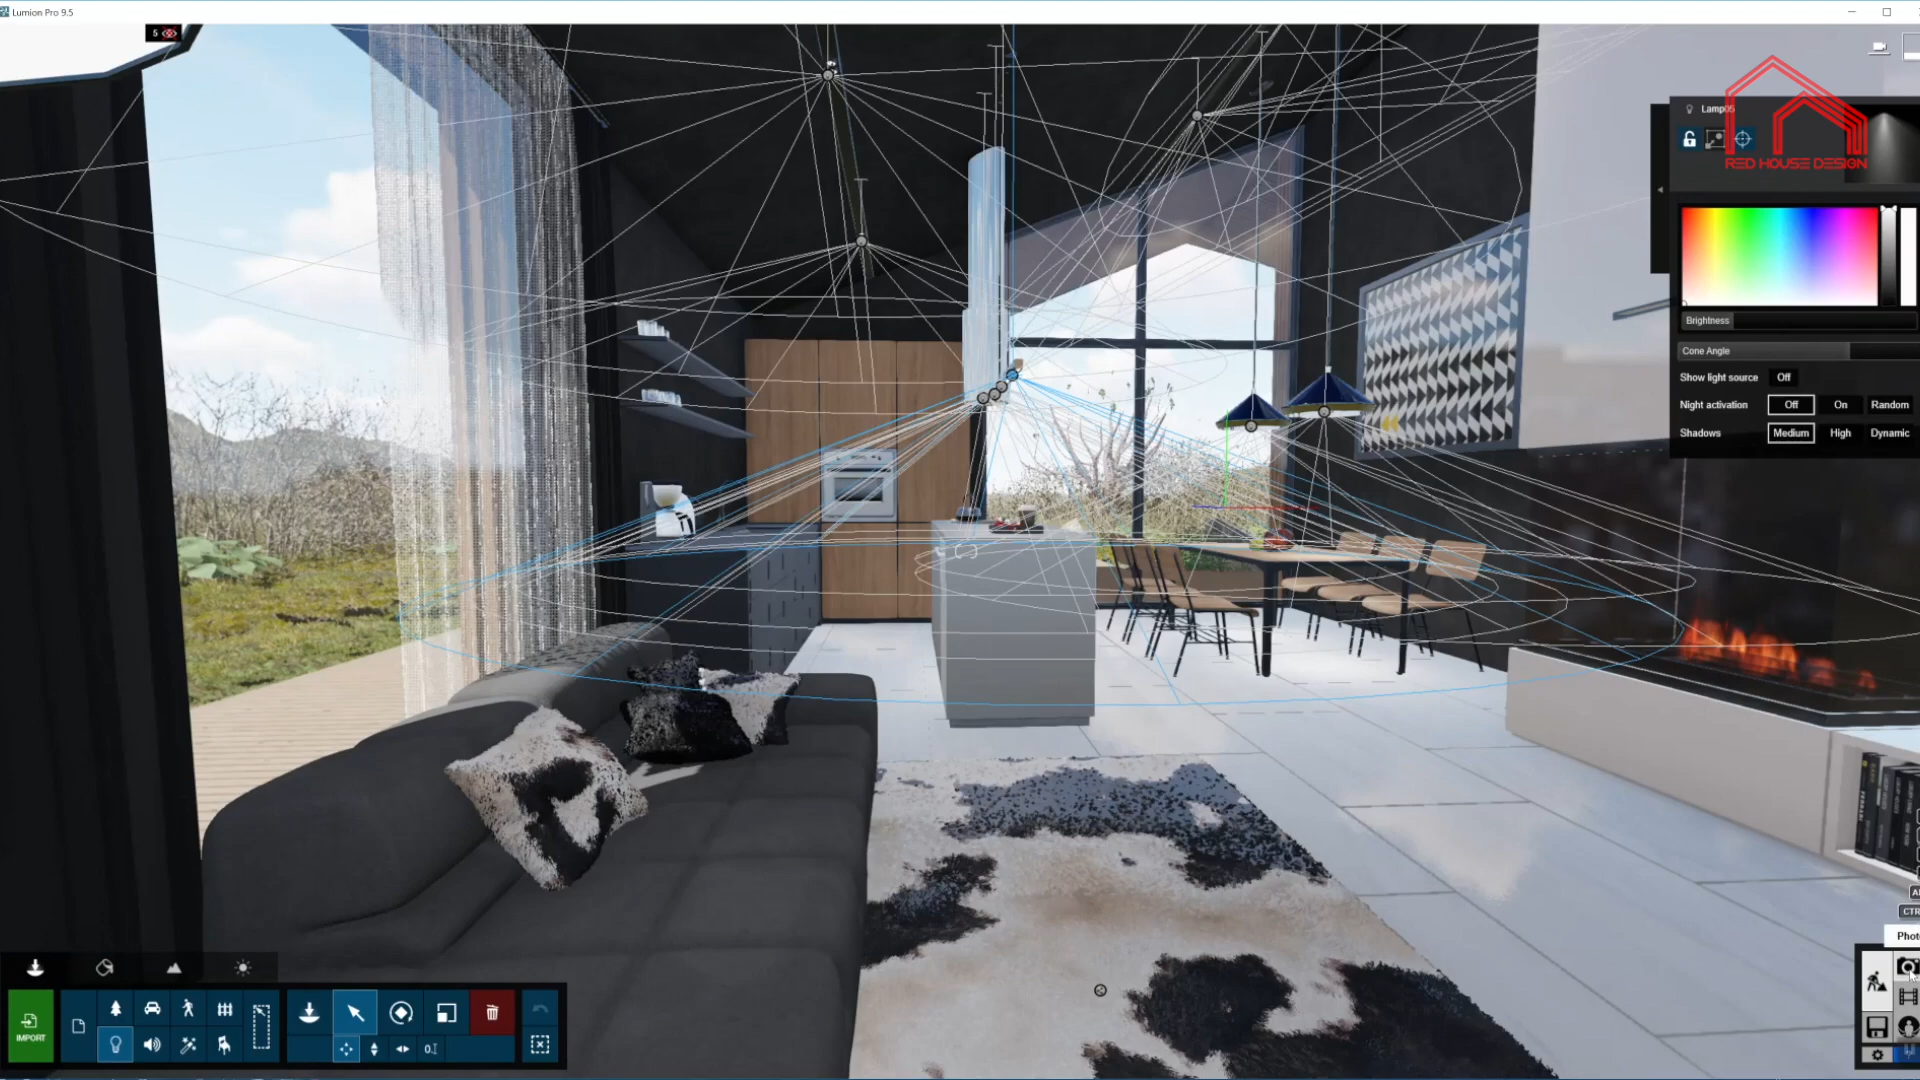 Lumion Pro 9.5
5
Lamp05
RED HOUSE DESIGN
Brightness
Cone Angle
Show light source Off
Night activation Off On Random
Shadows Medium High Dynamic
CTR
Phot
IMPORT